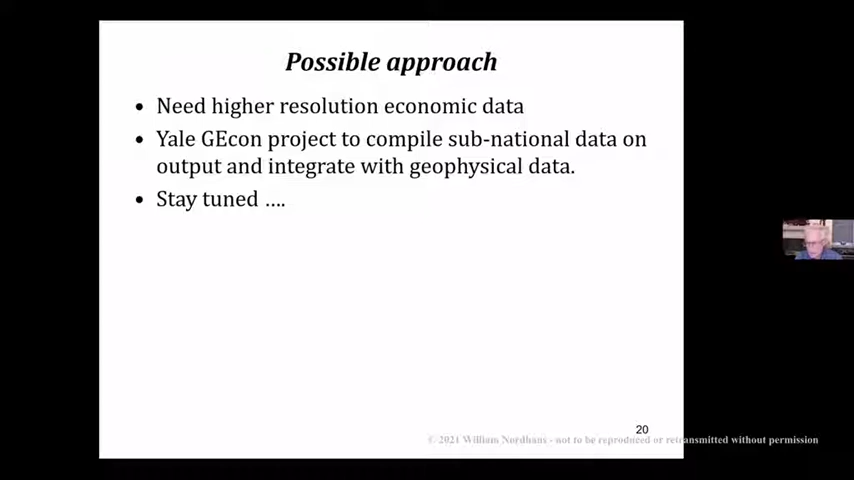 Possible approach
• Need higher resolution economic data
• Yale GEcon project to compile sub-national data on
output and integrate with geophysical data.
• Stay tuned ....
20
© 2021 William Nordhaus - not to be reproduced or retransmitted without permission